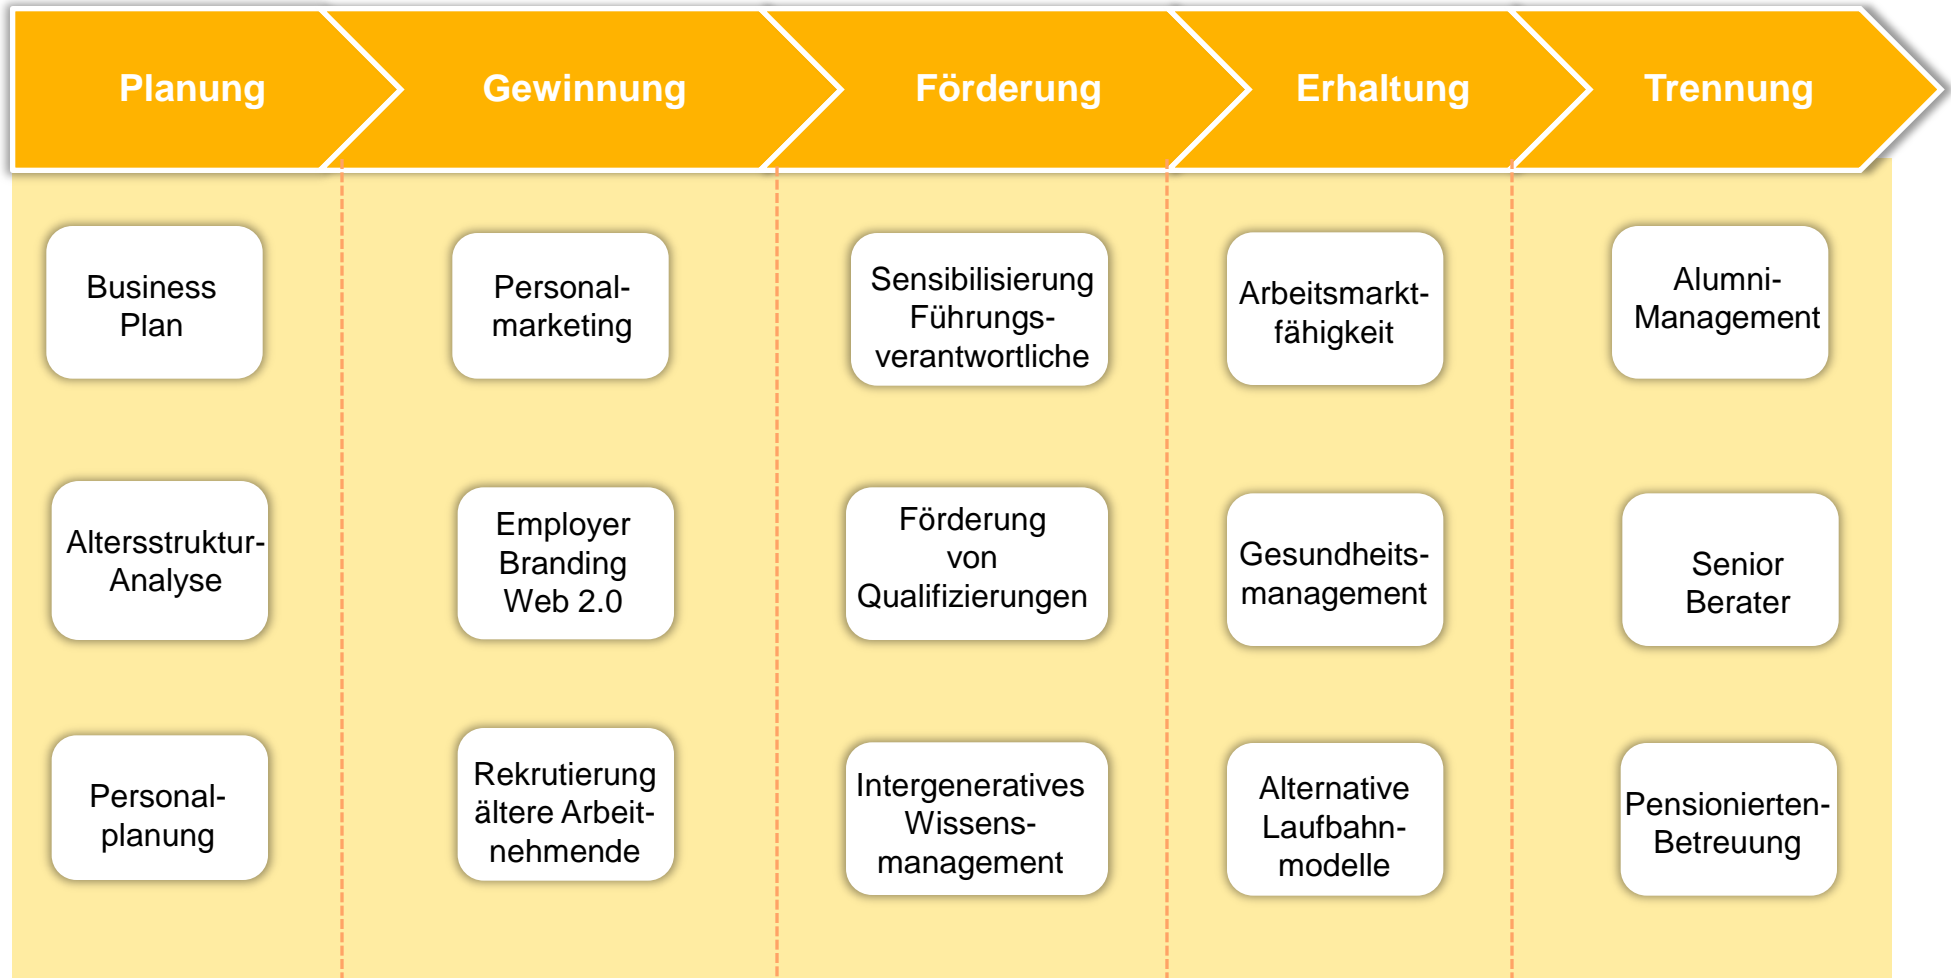 Planung
Gewinnung
Förderung
Erhaltung
Trennung
Business
Plan
Personal-
marketing
Sensibilisierung
Führungs-
verantwortliche
Arbeitsmarkt-
fähigkeit
Alumni-
Management
Altersstruktur-
Analyse
Employer
Branding
Web 2.0
Förderung
von
Qualifizierungen
Gesundheits-
management
Senior
Berater
Personal-
planung
Rekrutierung
ältere Arbeit-
nehmende
Intergeneratives
Wissens-
management
Alternative
Laufbahn-
modelle
Pensionierten-
Betreuung